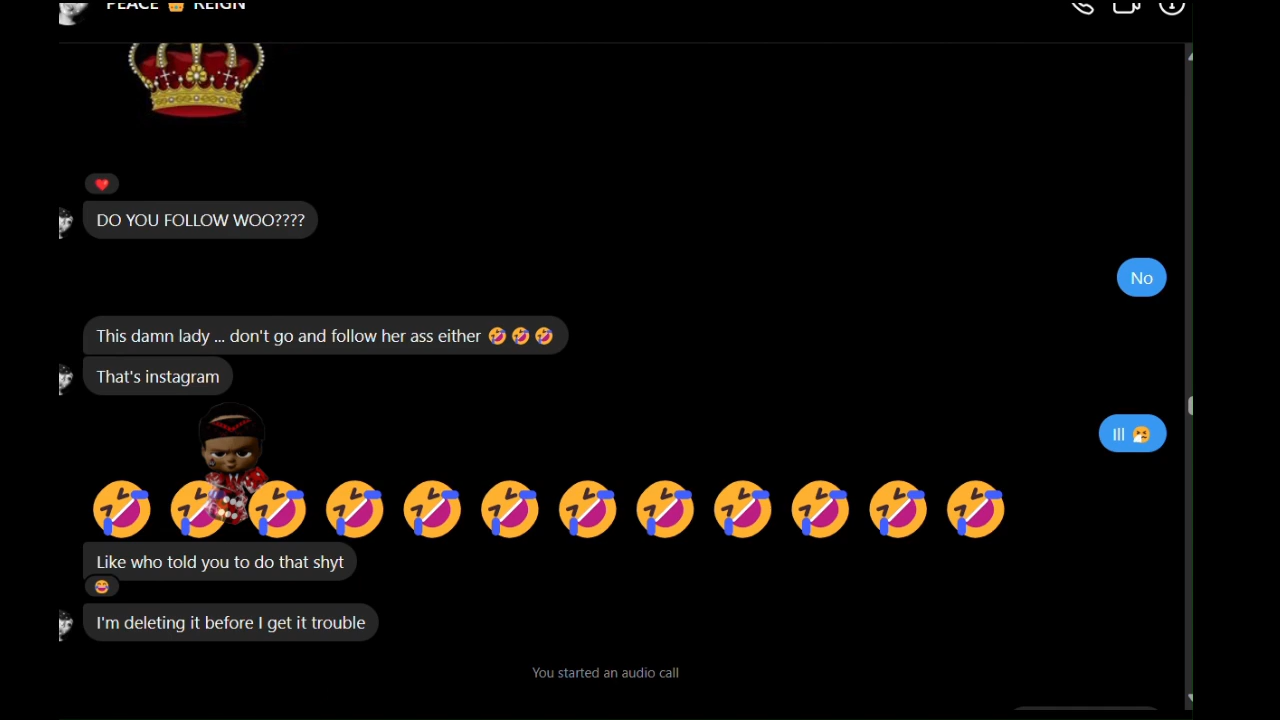 PEACE 👑 REIGN
❤️
DO YOU FOLLOW WOO????
No
This damn lady ... don't go and follow her ass either 🤣🤣🤣
That's instagram
lll 🤧
🤣🤣🤣🤣🤣🤣🤣🤣🤣🤣🤣🤣
Like who told you to do that shyt
😂
I'm deleting it before I get it trouble
You started an audio call